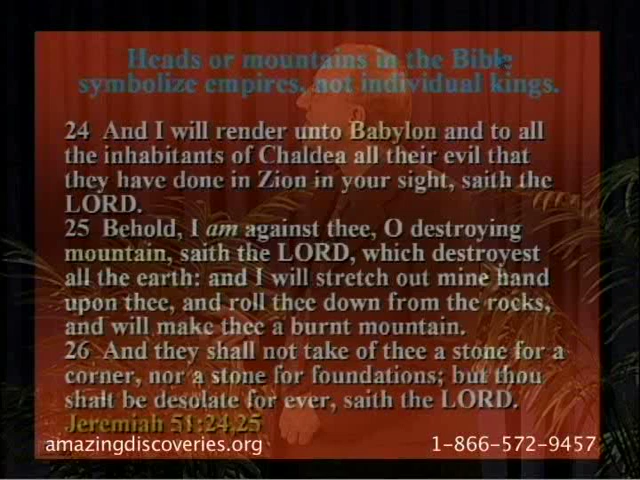 Heads or mountains in the Bible
symbolize empires, not individual kings.
24 And I will render unto Babylon and to all
the inhabitants of Chaldea all their evil that
they have done in Zion in your sight, saith the
LORD.
25 Behold, I am against thee, O destroying
mountain, saith the LORD, which destroyest
all the earth: and I will stretch out mine hand
upon thee, and roll thee down from the rocks,
and will make thee a burnt mountain.
26 And they shall not take of thee a stone for a
corner, nor a stone for foundations; but thou
shalt be desolate for ever, saith the LORD.
Jeremiah 51:24,25
amazingdiscoveries.org 1-866-572-9457